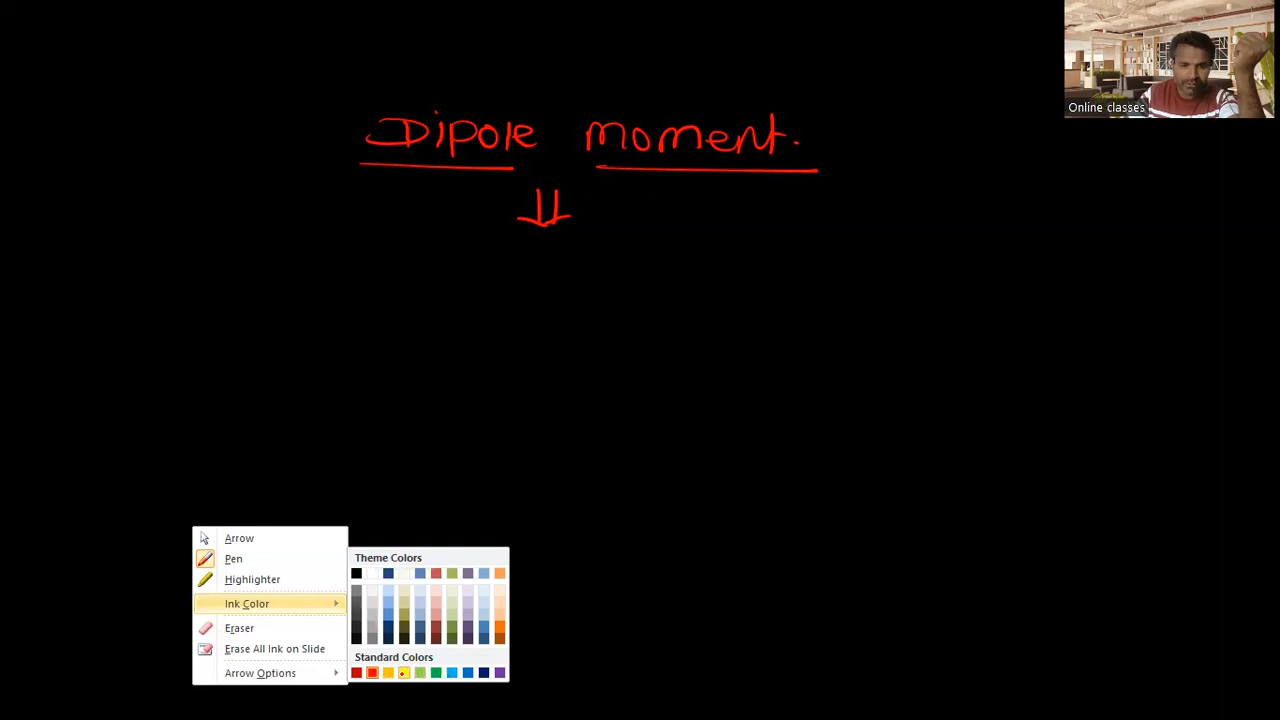 Online classes
Dipole moment.
Arrow
Pen
Highlighter
Ink Color
Eraser
Erase All Ink on Slide
Arrow Options
Theme Colors
Standard Colors